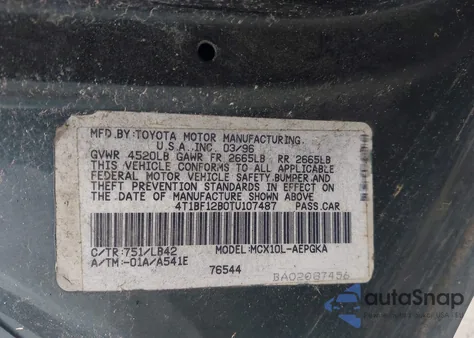 MFD. BY: TOYOTA MOTOR MANUFACTURING
U.S.A., INC. 03/96
GVWR 4520LB GAWR FR 2665LB RR 2665LB
THIS VEHICLE CONFORMS TO ALL APPLICABLE
FEDERAL MOTOR VEHICLE SAFETY, BUMPER, AND
THEFT PREVENTION STANDARDS IN EFFECT ON
THE DATE OF MANUFACTURE SHOWN ABOVE.
4T1BF12B0TU107487 PASS.CAR
C/TR:751/LB42 MODEL:MCX10L-AEPGKA
A/TM:-01A/A541E
76544
BA02087456
autoSnap